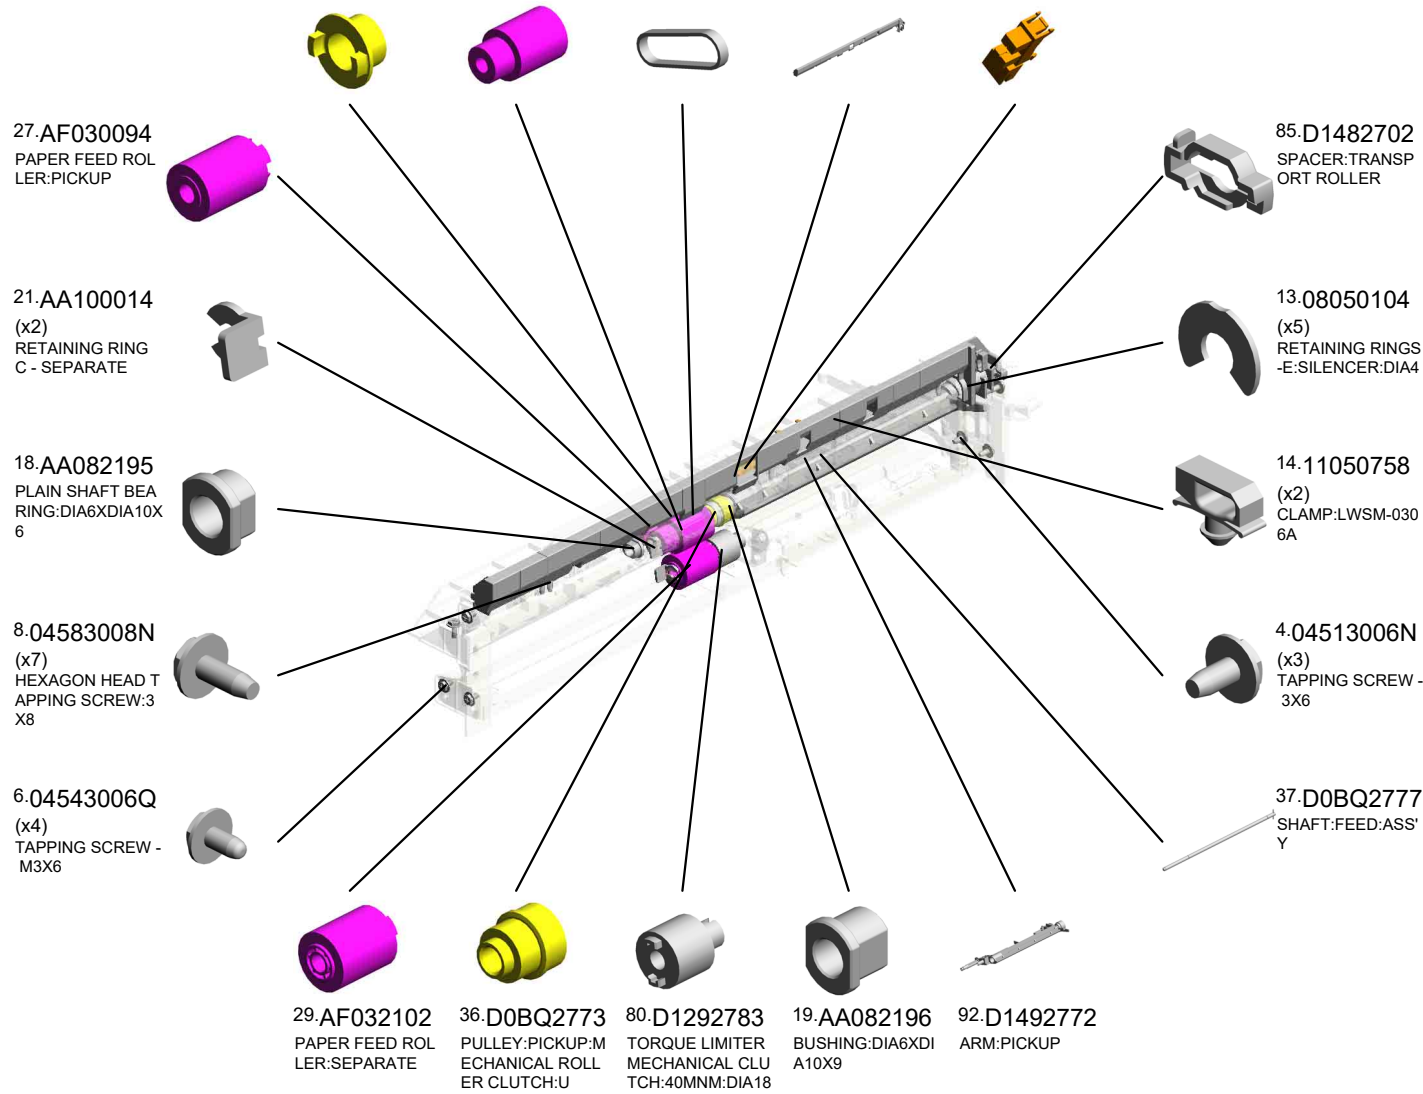 27.AF030094
PAPER FEED ROL
LER:PICKUP
85.D1482702
SPACER:TRANSP
ORT ROLLER
21.AA100014
(x2)
RETAINING RING
C - SEPARATE
13.08050104
(x5)
RETAINING RINGS
-E:SILENCER:DIA4
18.AA082195
PLAIN SHAFT BEA
RING:DIA6XDIA10X
6
14.11050758
(x2)
CLAMP:LWSM-030
6A
8.04583008N
(x7)
HEXAGON HEAD T
APPING SCREW:3
X8
4.04513006N
(x3)
TAPPING SCREW -
3X6
6.04543006Q
(x4)
TAPPING SCREW -
M3X6
37.D0BQ2777
SHAFT:FEED:ASS'
Y
29.AF032102
PAPER FEED ROL
LER:SEPARATE
36.D0BQ2773
PULLEY:PICKUP:M
ECHANICAL ROLL
ER CLUTCH:U
80.D1292783
TORQUE LIMITER
MECHANICAL CLU
TCH:40MNM:DIA18
19.AA082196
BUSHING:DIA6XDI
A10X9
92.D1492772
ARM:PICKUP